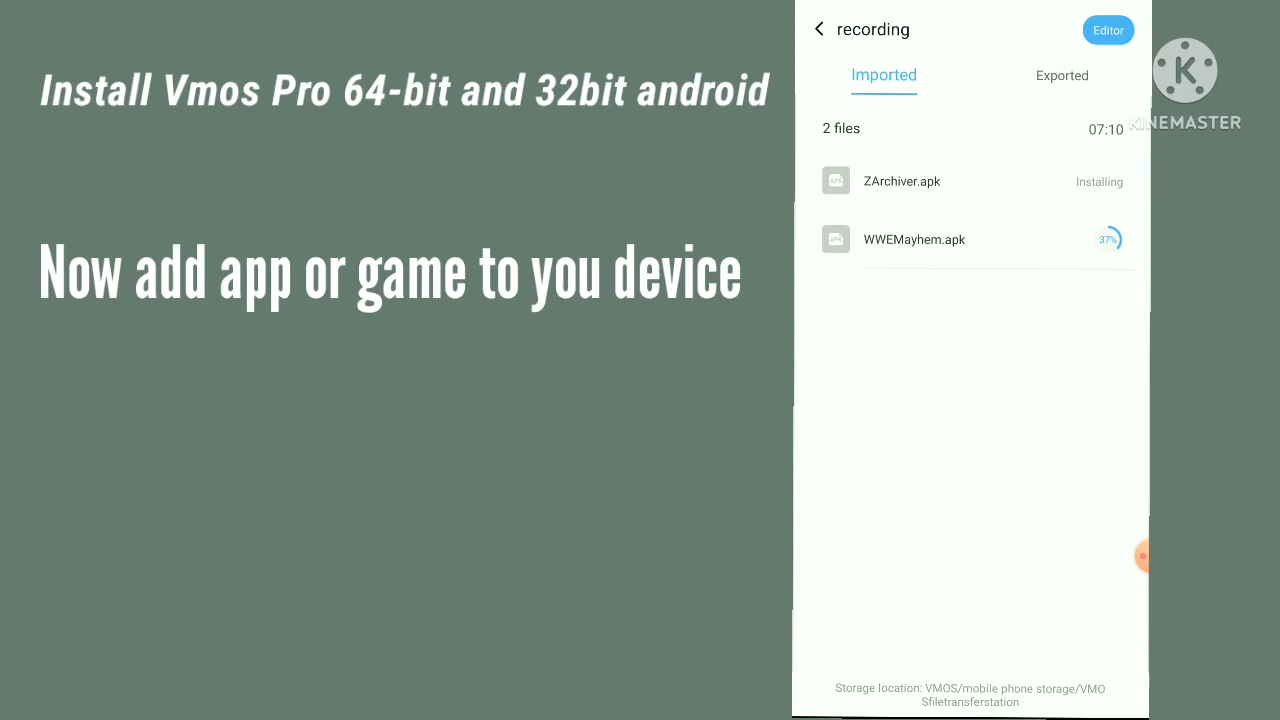 Install Vmos Pro 64-bit and 32bit android
Now add app or game to you device
recording
Editor
Imported
Exported
2 files
07:10
APK
ZArchiver.apk
Installing
APK
WWEMayhem.apk
37%
Storage location: VMOS/mobile phone storage/VMO
Sfiletransferstation
K
KINEMASTER